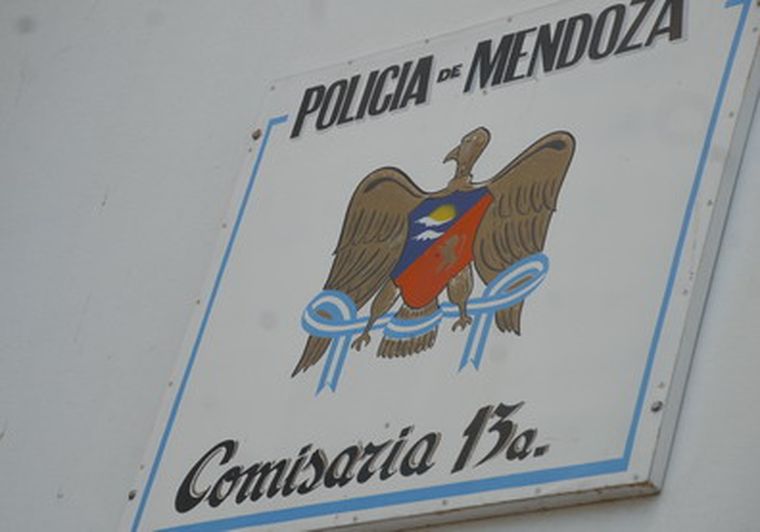 POLICIA DE MENDOZA
Comisaria 13a.